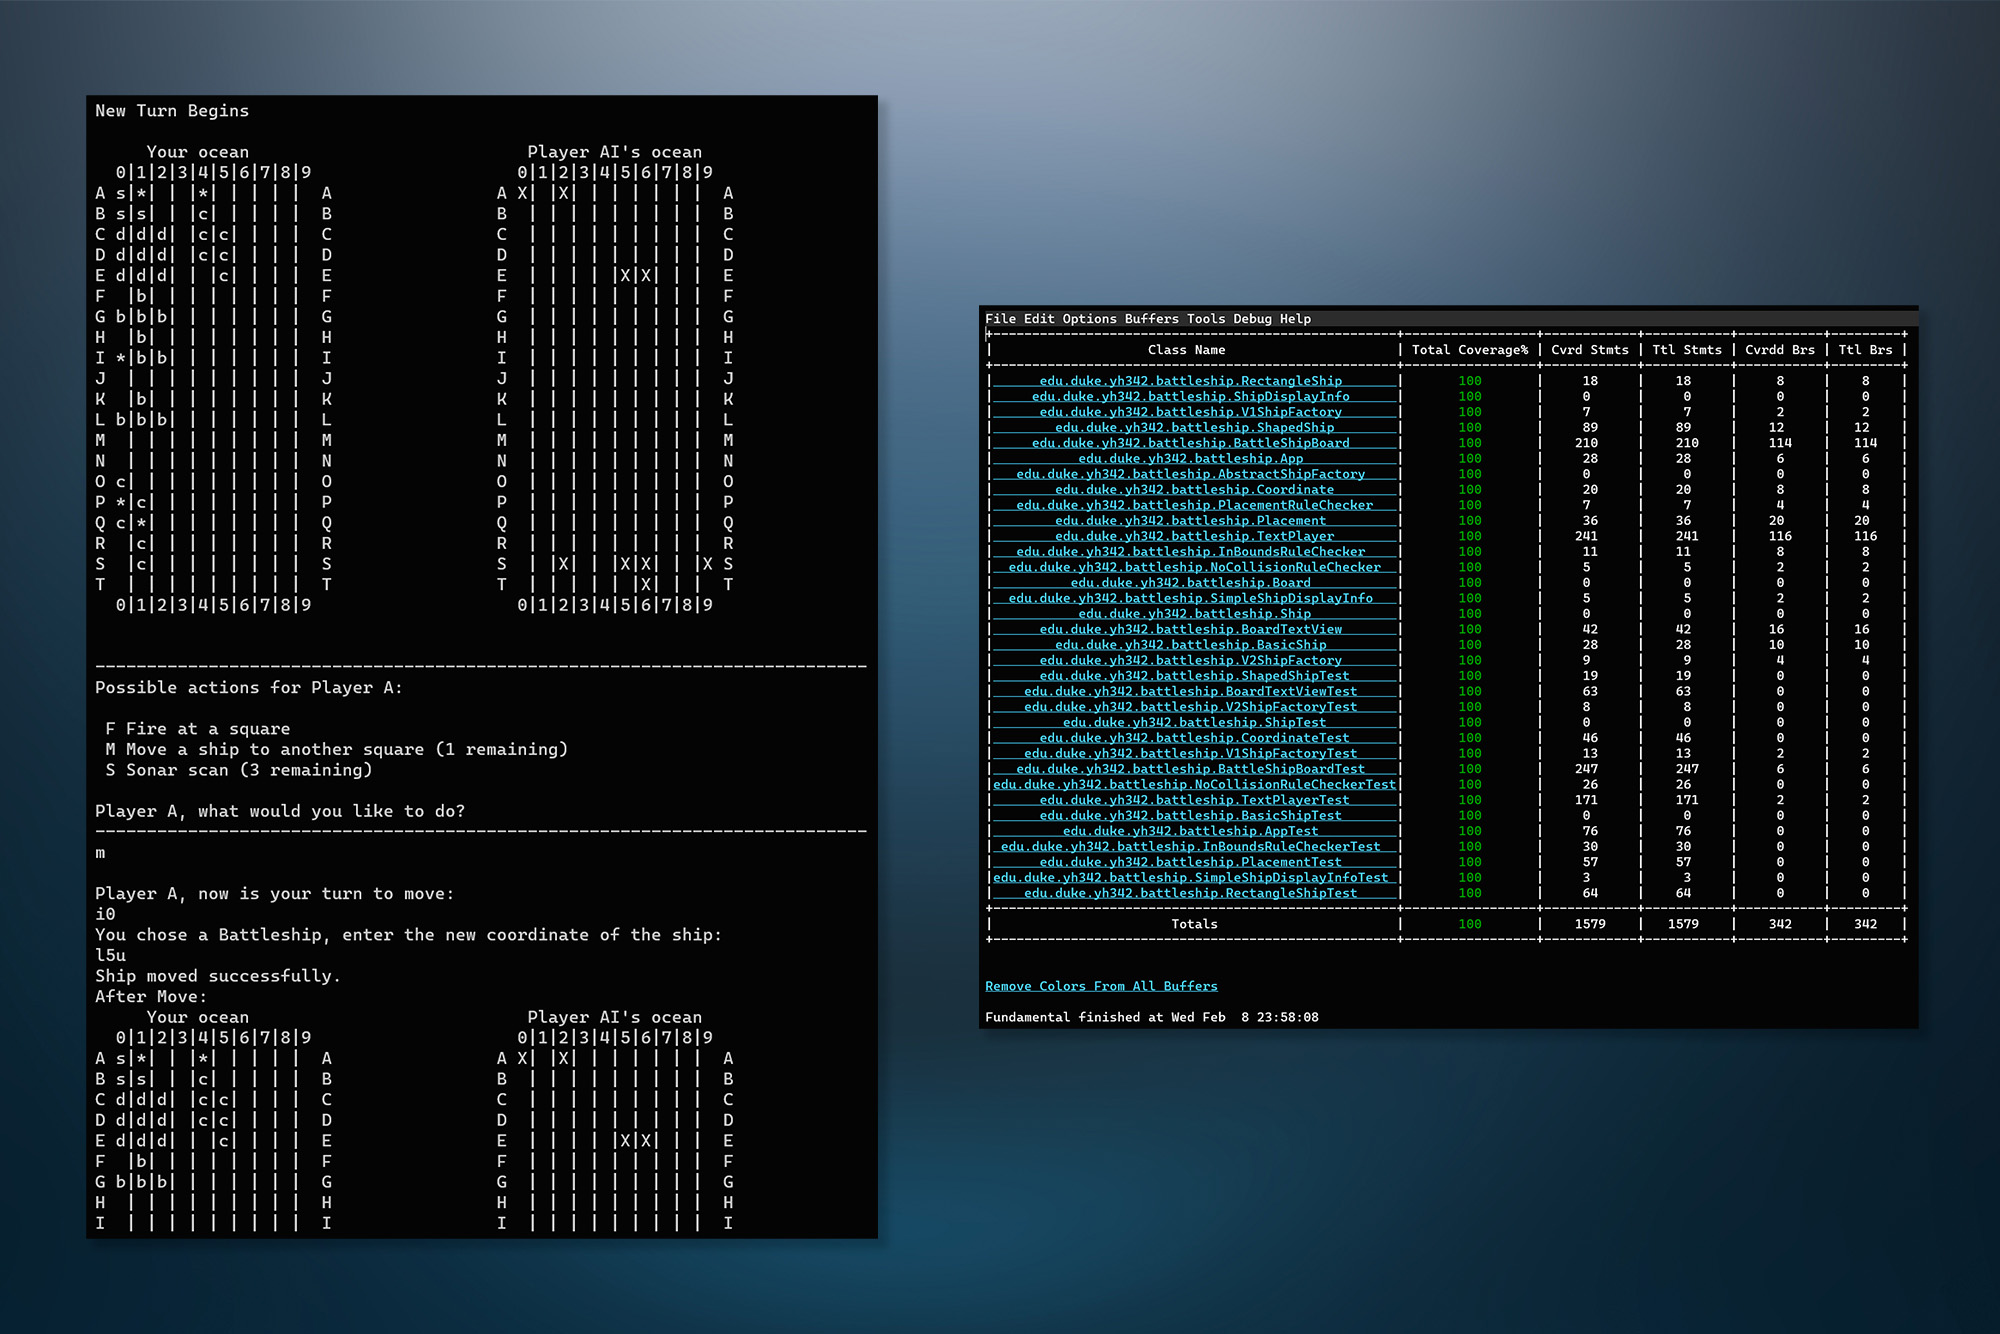 New Turn Begins
     Your ocean                           Player AI's ocean
  0|1|2|3|4|5|6|7|8|9                    0|1|2|3|4|5|6|7|8|9
A s|*| | |*| | | | |  A                A X| |X| | | | | | |  A
B s|s| | |c| | | | |  B                B  | | | | | | | | |  B
C d|d|d| |c|c| | | |  C                C  | | | | | | | | |  C
D d|d|d| |c|c| | | |  D                D  | | | | | | | | |  D
E d|d|d| | |c| | | |  E                E  | | | | |X|X| | |  E
F  |b| | | | | | | |  F                F  | | | | | | | | |  F
G b|b|b| | | | | | |  G                G  | | | | | | | | |  G
H  |b| | | | | | | |  H                H  | | | | | | | | |  H
I *|b|b| | | | | | |  I                I  | | | | | | | | |  I
J  | | | | | | | | |  J                J  | | | | | | | | |  J
K  |b| | | | | | | |  K                K  | | | | | | | | |  K
L b|b|b| | | | | | |  L                L  | | | | | | | | |  L
M  | | | | | | | | |  M                M  | | | | | | | | |  M
N  | | | | | | | | |  N                N  | | | | | | | | |  N
O c| | | | | | | | |  O                O  | | | | | | | | |  O
P *|c| | | | | | | |  P                P  | | | | | | | | |  P
Q c|*| | | | | | | |  Q                Q  | | | | | | | | |  Q
R  |c| | | | | | | |  R                R  | | | | | | | | |  R
S  |c| | | | | | | |  S                S  | |X| | |X|X| | |X S
T  | | | | | | | | |  T                T  | | | | | |X| | |  T
  0|1|2|3|4|5|6|7|8|9                    0|1|2|3|4|5|6|7|8|9
---------------------------------------------------------------------------
Possible actions for Player A:
 F Fire at a square
 M Move a ship to another square (1 remaining)
 S Sonar scan (3 remaining)
Player A, what would you like to do?
---------------------------------------------------------------------------
m
Player A, now is your turn to move:
i0
You chose a Battleship, enter the new coordinate of the ship:
l5u
Ship moved successfully.
After Move:
     Your ocean                           Player AI's ocean
  0|1|2|3|4|5|6|7|8|9                    0|1|2|3|4|5|6|7|8|9
A s|*| | |*| | | | |  A                A X| |X| | | | | | |  A
B s|s| | |c| | | | |  B                B  | | | | | | | | |  B
C d|d|d| |c|c| | | |  C                C  | | | | | | | | |  C
D d|d|d| |c|c| | | |  D                D  | | | | | | | | |  D
E d|d|d| | |c| | | |  E                E  | | | | |X|X| | |  E
F  |b| | | | | | | |  F                F  | | | | | | | | |  F
G b|b|b| | | | | | |  G                G  | | | | | | | | |  G
H  | | | | | | | | |  H                H  | | | | | | | | |  H
I  | | | | | | | | |  I                I  | | | | | | | | |  I
File Edit Options Buffers Tools Debug Help
| Class Name | Total Coverage% | Cvrd Stmts | Ttl Stmts | Cvrdd Brs | Ttl Brs |
| edu.duke.yh342.battleship.RectangleShip | 100 | 18 | 18 | 8 | 8 |
| edu.duke.yh342.battleship.ShipDisplayInfo | 100 | 0 | 0 | 0 | 0 |
| edu.duke.yh342.battleship.V1ShipFactory | 100 | 7 | 7 | 2 | 2 |
| edu.duke.yh342.battleship.ShapedShip | 100 | 89 | 89 | 12 | 12 |
| edu.duke.yh342.battleship.BattleShipBoard | 100 | 210 | 210 | 114 | 114 |
| edu.duke.yh342.battleship.App | 100 | 28 | 28 | 6 | 6 |
| edu.duke.yh342.battleship.AbstractShipFactory | 100 | 0 | 0 | 0 | 0 |
| edu.duke.yh342.battleship.Coordinate | 100 | 20 | 20 | 8 | 8 |
| edu.duke.yh342.battleship.PlacementRuleChecker | 100 | 7 | 7 | 4 | 4 |
| edu.duke.yh342.battleship.Placement | 100 | 36 | 36 | 20 | 20 |
| edu.duke.yh342.battleship.TextPlayer | 100 | 241 | 241 | 116 | 116 |
| edu.duke.yh342.battleship.InBoundsRuleChecker | 100 | 11 | 11 | 8 | 8 |
| edu.duke.yh342.battleship.NoCollisionRuleChecker | 100 | 5 | 5 | 2 | 2 |
| edu.duke.yh342.battleship.Board | 100 | 0 | 0 | 0 | 0 |
| edu.duke.yh342.battleship.SimpleShipDisplayInfo | 100 | 5 | 5 | 2 | 2 |
| edu.duke.yh342.battleship.Ship | 100 | 0 | 0 | 0 | 0 |
| edu.duke.yh342.battleship.BoardTextView | 100 | 42 | 42 | 16 | 16 |
| edu.duke.yh342.battleship.BasicShip | 100 | 28 | 28 | 10 | 10 |
| edu.duke.yh342.battleship.V2ShipFactory | 100 | 9 | 9 | 4 | 4 |
| edu.duke.yh342.battleship.ShapedShipTest | 100 | 19 | 19 | 0 | 0 |
| edu.duke.yh342.battleship.BoardTextViewTest | 100 | 63 | 63 | 0 | 0 |
| edu.duke.yh342.battleship.V2ShipFactoryTest | 100 | 8 | 8 | 0 | 0 |
| edu.duke.yh342.battleship.ShipTest | 100 | 0 | 0 | 0 | 0 |
| edu.duke.yh342.battleship.CoordinateTest | 100 | 46 | 46 | 0 | 0 |
| edu.duke.yh342.battleship.V1ShipFactoryTest | 100 | 13 | 13 | 2 | 2 |
| edu.duke.yh342.battleship.BattleShipBoardTest | 100 | 247 | 247 | 6 | 6 |
| edu.duke.yh342.battleship.NoCollisionRuleCheckerTest | 100 | 26 | 26 | 0 | 0 |
| edu.duke.yh342.battleship.TextPlayerTest | 100 | 171 | 171 | 2 | 2 |
| edu.duke.yh342.battleship.BasicShipTest | 100 | 0 | 0 | 0 | 0 |
| edu.duke.yh342.battleship.AppTest | 100 | 76 | 76 | 0 | 0 |
| edu.duke.yh342.battleship.InBoundsRuleCheckerTest | 100 | 30 | 30 | 0 | 0 |
| edu.duke.yh342.battleship.PlacementTest | 100 | 57 | 57 | 0 | 0 |
| edu.duke.yh342.battleship.SimpleShipDisplayInfoTest | 100 | 3 | 3 | 0 | 0 |
| edu.duke.yh342.battleship.RectangleShipTest | 100 | 64 | 64 | 0 | 0 |
| Totals | 100 | 1579 | 1579 | 342 | 342 |
Remove Colors From All Buffers
Fundamental finished at Wed Feb  8 23:58:08